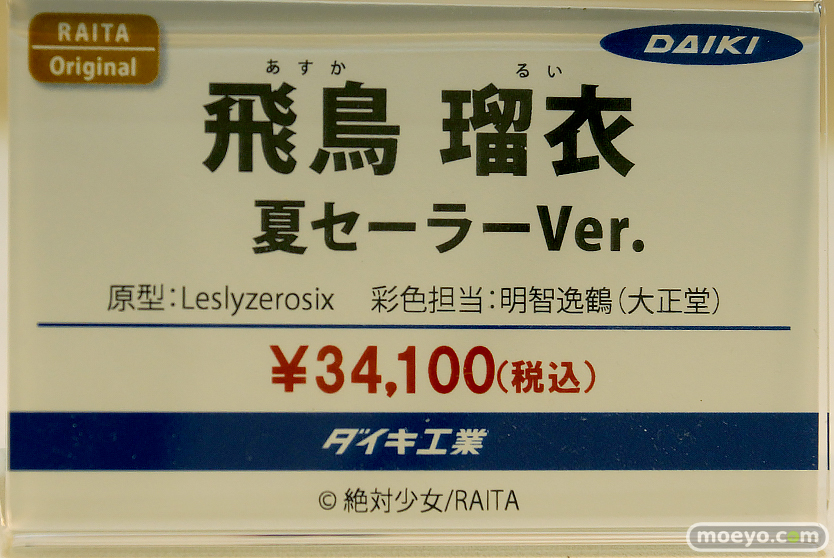 RAITA
Original
DAIKI
あすか るい
飛鳥 瑠衣
夏セーラーVer.
原型：Leslyzerosix 彩色担当：明智逸鶴（大正堂）
¥34,100（税込）
ダイキ工業
© 絶対少女/RAITA
moeyo.com